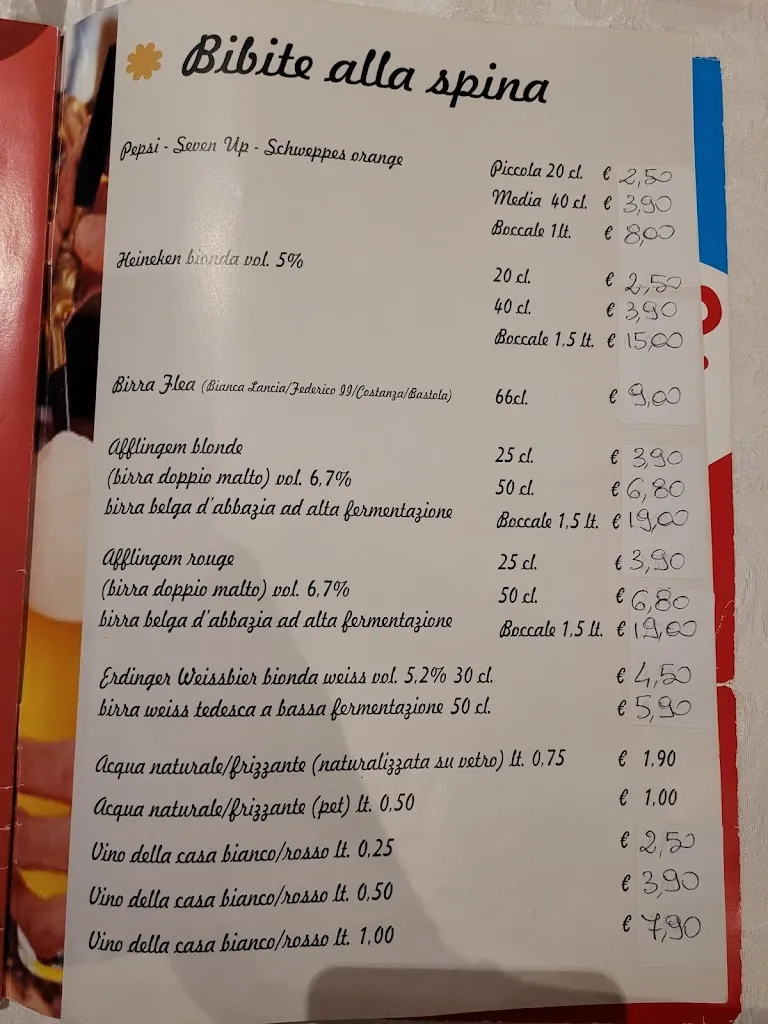 Bibite alla spina
Pepsi - Seven Up - Schweppes orange
Piccola 20 cl. € 2,50
Media 40 cl. € 3,90
Boccale 1lt. € 8,00
Heineken bionda vol. 5%
20 cl. € 2,50
40 cl. € 3,90
Boccale 1,5 lt. € 15,00
Birra Flea (Bianca Lancia/Federico II/Costanza/Bastola) 66cl. € 9,00
Afflingem blonde 25 cl. € 3,90
(birra doppio malto) vol. 6,7% 50 cl. € 6,80
birra belga d'abbazia ad alta fermentazione Boccale 1,5 lt. € 19,00
Afflingem rouge 25 cl. € 3,90
(birra doppio malto) vol. 6,7% 50 cl. € 6,80
birra belga d'abbazia ad alta fermentazione Boccale 1,5 lt. € 19,00
Erdinger Weissbier bionda weiss vol. 5,2% 30 cl. € 4,50
birra weiss tedesca a bassa fermentazione 50 cl. € 5,90
Acqua naturale/frizzante (naturalizzata su vetro) lt. 0,75 € 1,90
Acqua naturale/frizzante (pet) lt. 0,50 € 1,00
Vino della casa bianco/rosso lt. 0,25 € 2,50
Vino della casa bianco/rosso lt. 0,50 € 3,90
Vino della casa bianco/rosso lt. 1,00 € 7,90